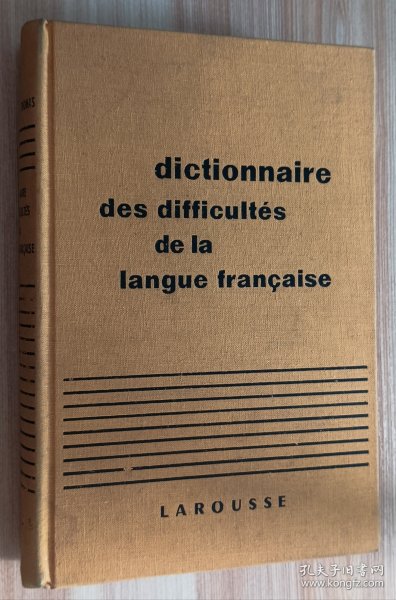 dictionnaire
des difficultés
de la
langue française
LAROUSSE
孔夫子旧书网
www.kongfz.com